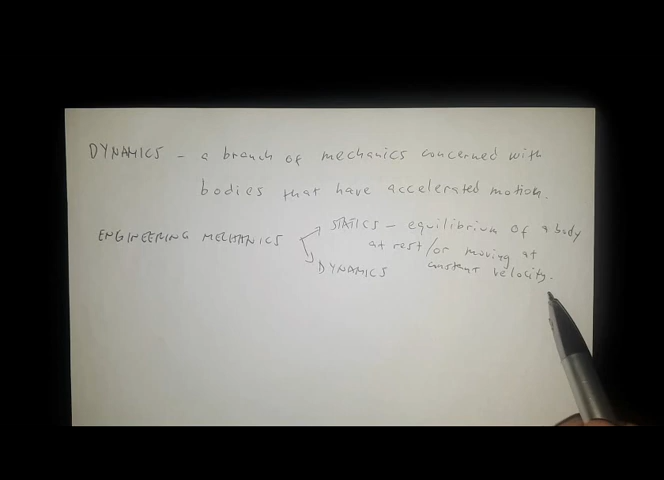 DYNAMICS - a branch of mechanics concerned with
bodies that have accelerated motion.
ENGINEERING MECHANICS
STATICS - equilibrium of a body
at rest/or moving at
constant velocity.
DYNAMICS